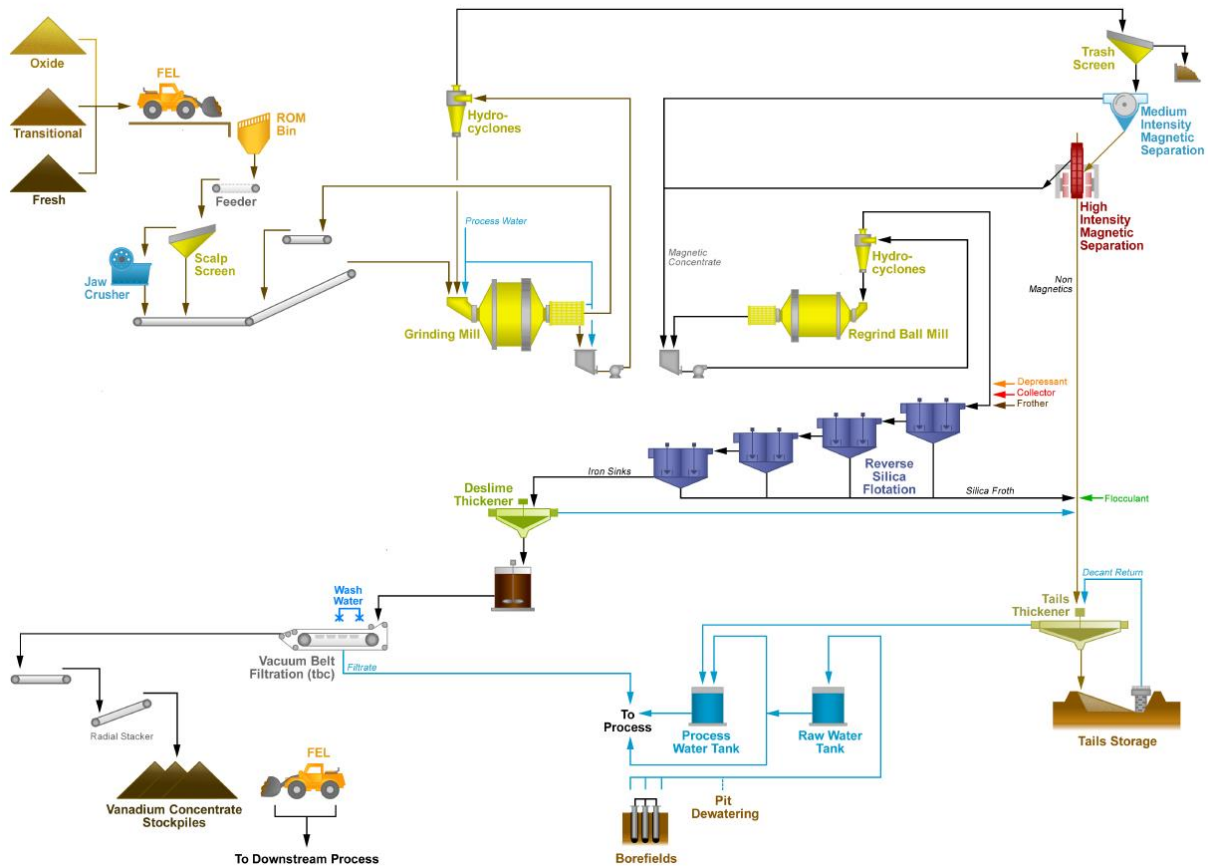 Oxide
Transitional
Fresh
FEL
ROM
Bin
Feeder
Scalp
Screen
Jaw
Crusher
Hydro-
cyclones
Process Water
Grinding Mill
Trash
Screen
Medium
Intensity
Magnetic
Separation
High
Intensity
Magnetic
Separation
Magnetic
Concentrate
Hydro-
cyclones
Regrind Ball Mill
Non
Magnetics
Depressant
Collector
Frother
Reverse
Silica
Flotation
Iron Sinks
Silica Froth
Flocculant
Deslime
Thickener
Decant Return
Tails
Thickener
Wash
Water
Vacuum Belt
Filtration (tbc)
Filtrate
To
Process
Process
Water Tank
Raw Water
Tank
Tails Storage
Radial Stacker
Vanadium Concentrate
Stockpiles
FEL
To Downstream Process
Pit
Dewatering
Borefields